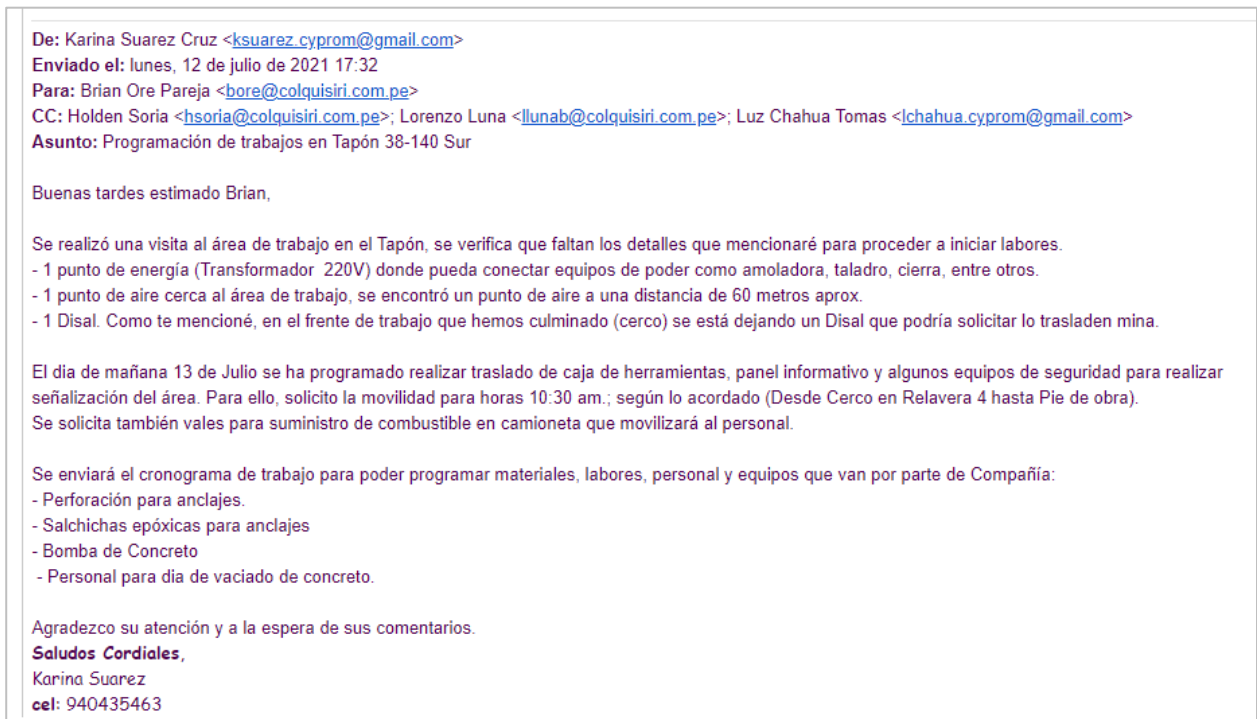 De: Karina Suarez Cruz <ksuarez.cyprom@gmail.com>
Enviado el: lunes, 12 de julio de 2021 17:32
Para: Brian Ore Pareja <bore@colquisiri.com.pe>
CC: Holden Soria <hsoria@colquisiri.com.pe>; Lorenzo Luna <llunab@colquisiri.com.pe>; Luz Chahua Tomas <lchahua.cyprom@gmail.com>
Asunto: Programación de trabajos en Tapón 38-140 Sur
Buenas tardes estimado Brian,
Se realizó una visita al área de trabajo en el Tapón, se verifica que faltan los detalles que mencionaré para proceder a iniciar labores.
- 1 punto de energía (Transformador  220V) donde pueda conectar equipos de poder como amoladora, taladro, cierra, entre otros.
- 1 punto de aire cerca al área de trabajo, se encontró un punto de aire a una distancia de 60 metros aprox.
- 1 Disal. Como te mencioné, en el frente de trabajo que hemos culminado (cerco) se está dejando un Disal que podría solicitar lo trasladen mina.
El dia de mañana 13 de Julio se ha programado realizar traslado de caja de herramientas, panel informativo y algunos equipos de seguridad para realizar
señalización del área. Para ello, solicito la movilidad para horas 10:30 am.; según lo acordado (Desde Cerco en Relavera 4 hasta Pie de obra).
Se solicita también vales para suministro de combustible en camioneta que movilizará al personal.
Se enviará el cronograma de trabajo para poder programar materiales, labores, personal y equipos que van por parte de Compañía:
- Perforación para anclajes.
- Salchichas epóxicas para anclajes
- Bomba de Concreto
- Personal para dia de vaciado de concreto.
Agradezco su atención y a la espera de sus comentarios.
Saludos Cordiales,
Karina Suarez
cel: 940435463